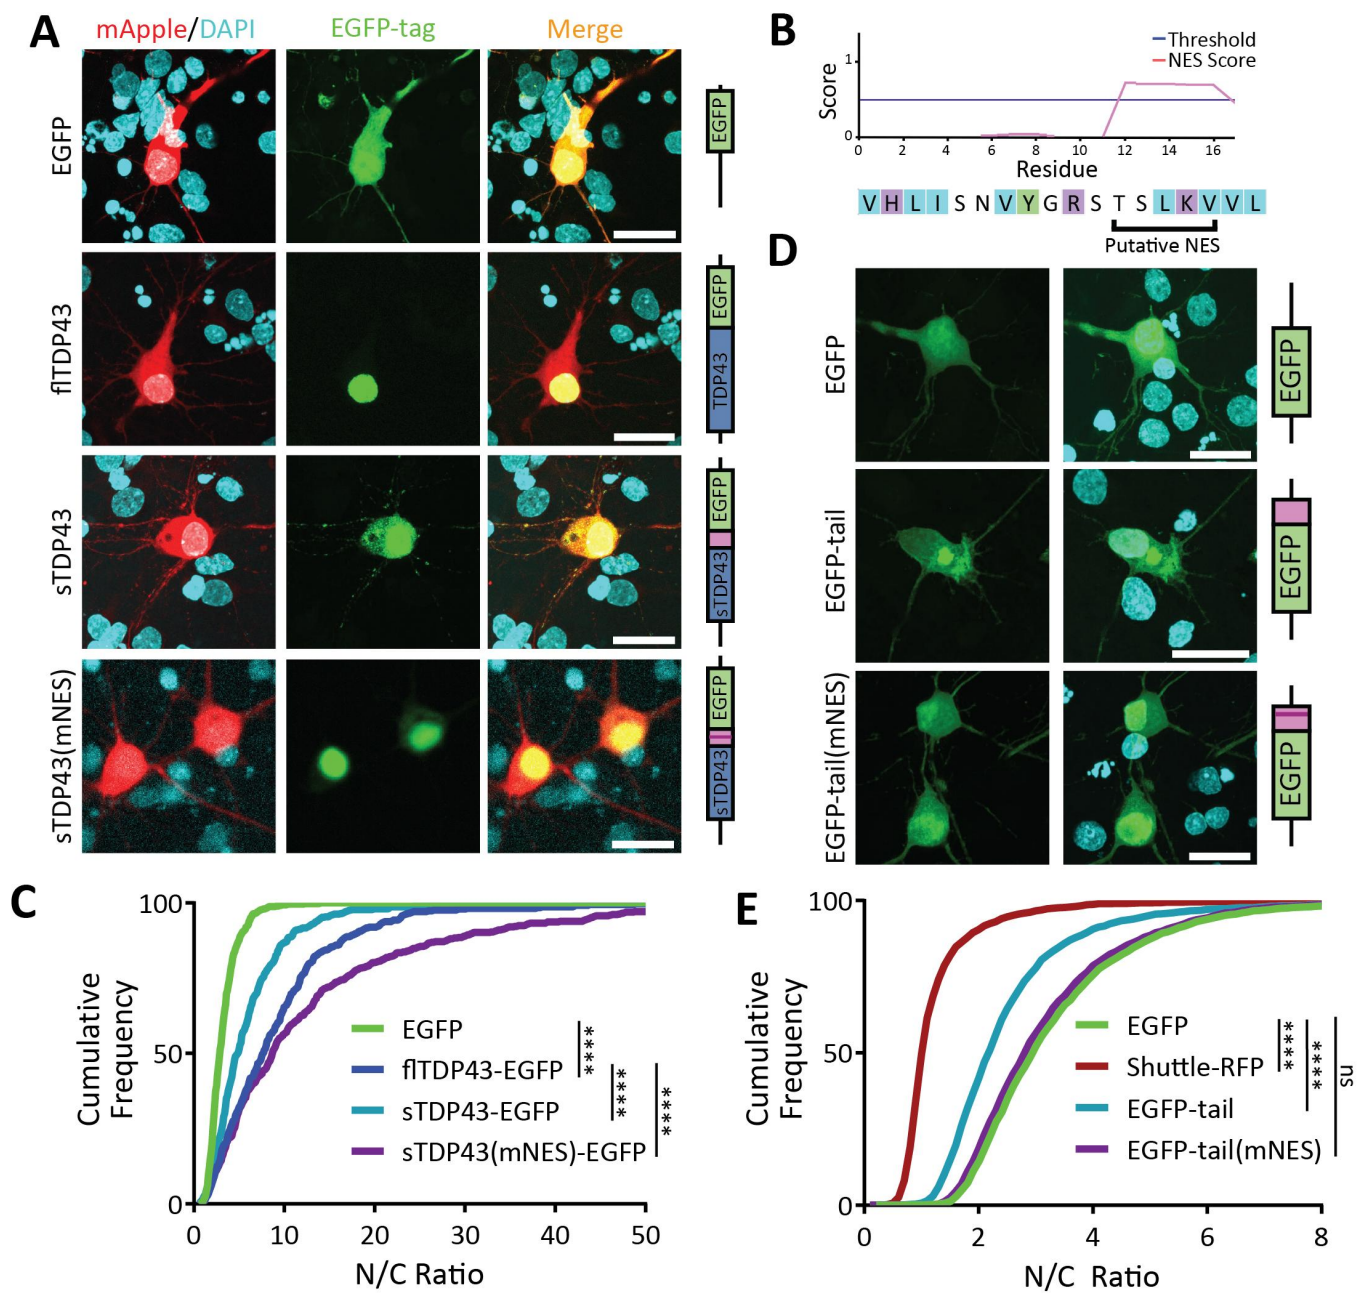 A
mApple/DAPI
EGFP-tag
Merge
EGFP
EGFP
flTDP43
EGFP
TDP43
sTDP43
EGFP
sTDP43
sTDP43(mNES)
EGFP
sTDP43
B
Threshold
NES Score
Score
1
0
0 2 4 6 8 10 12 14 16
Residue
V H L I S N V Y G R S T S L K V V L
Putative NES
D
EGFP
EGFP
EGFP-tail
EGFP
EGFP-tail(mNES)
EGFP
C
Cumulative
Frequency
100
50
0
EGFP
flTDP43-EGFP
sTDP43-EGFP
sTDP43(mNES)-EGFP
****
****
****
0 10 20 30 40 50
N/C Ratio
E
Cumulative
Frequency
100
50
0
EGFP
Shuttle-RFP
EGFP-tail
EGFP-tail(mNES)
****
****
ns
0 2 4 6 8
N/C Ratio